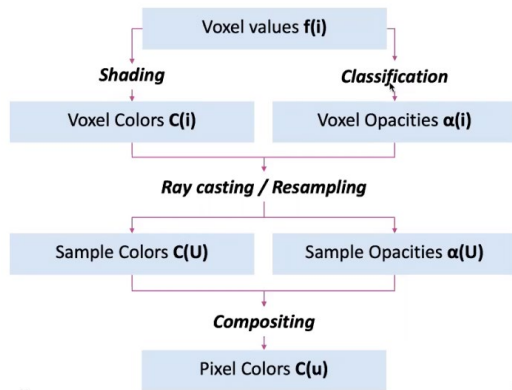 Voxel values f(i)
Shading
Classification
Voxel Colors C(i)
Voxel Opacities α(i)
Ray casting / Resampling
Sample Colors C(U)
Sample Opacities α(U)
Compositing
Pixel Colors C(u)